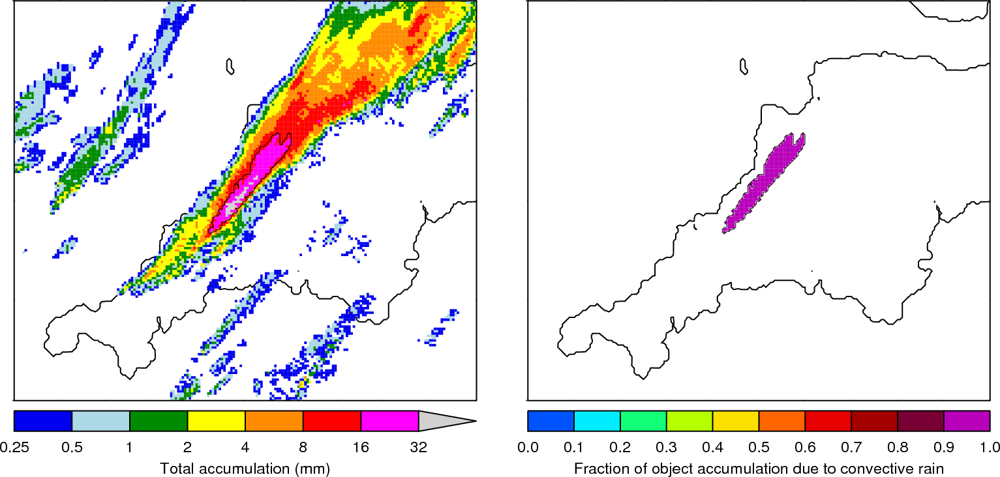 0.25 0.5 1 2 4 8 16 32
Total accumulation (mm)
0.0 0.1 0.2 0.3 0.4 0.5 0.6 0.7 0.8 0.9 1.0
Fraction of object accumulation due to convective rain